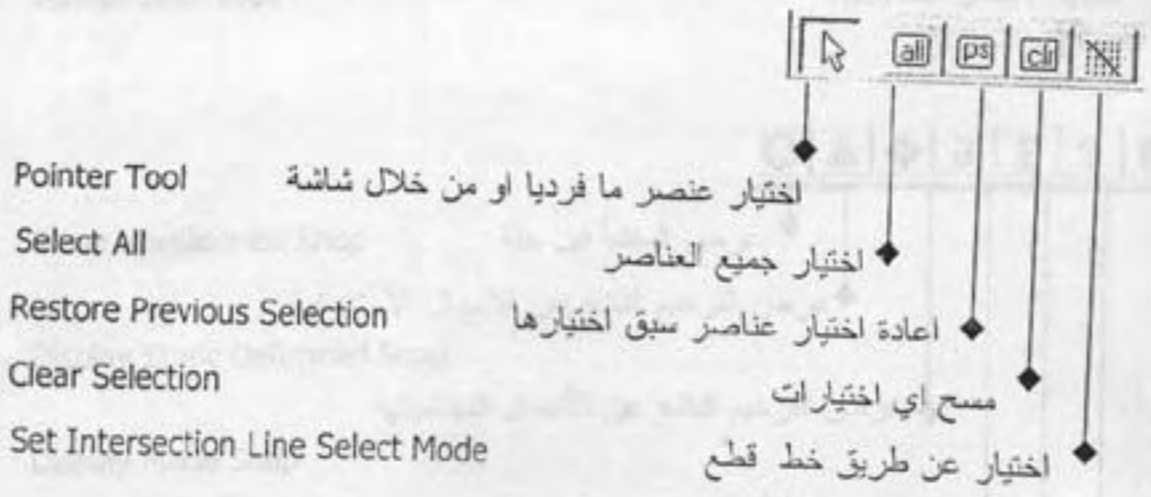 all ps clr
Pointer Tool اختيار عنصر ما فرديا او من خلال شاشة
Select All اختيار جميع العناصر
Restore Previous Selection اعادة اختيار عناصر سبق اختيارها
Clear Selection مسح اي اختيارات
Set Intersection Line Select Mode اختيار عن طريق خط قطع